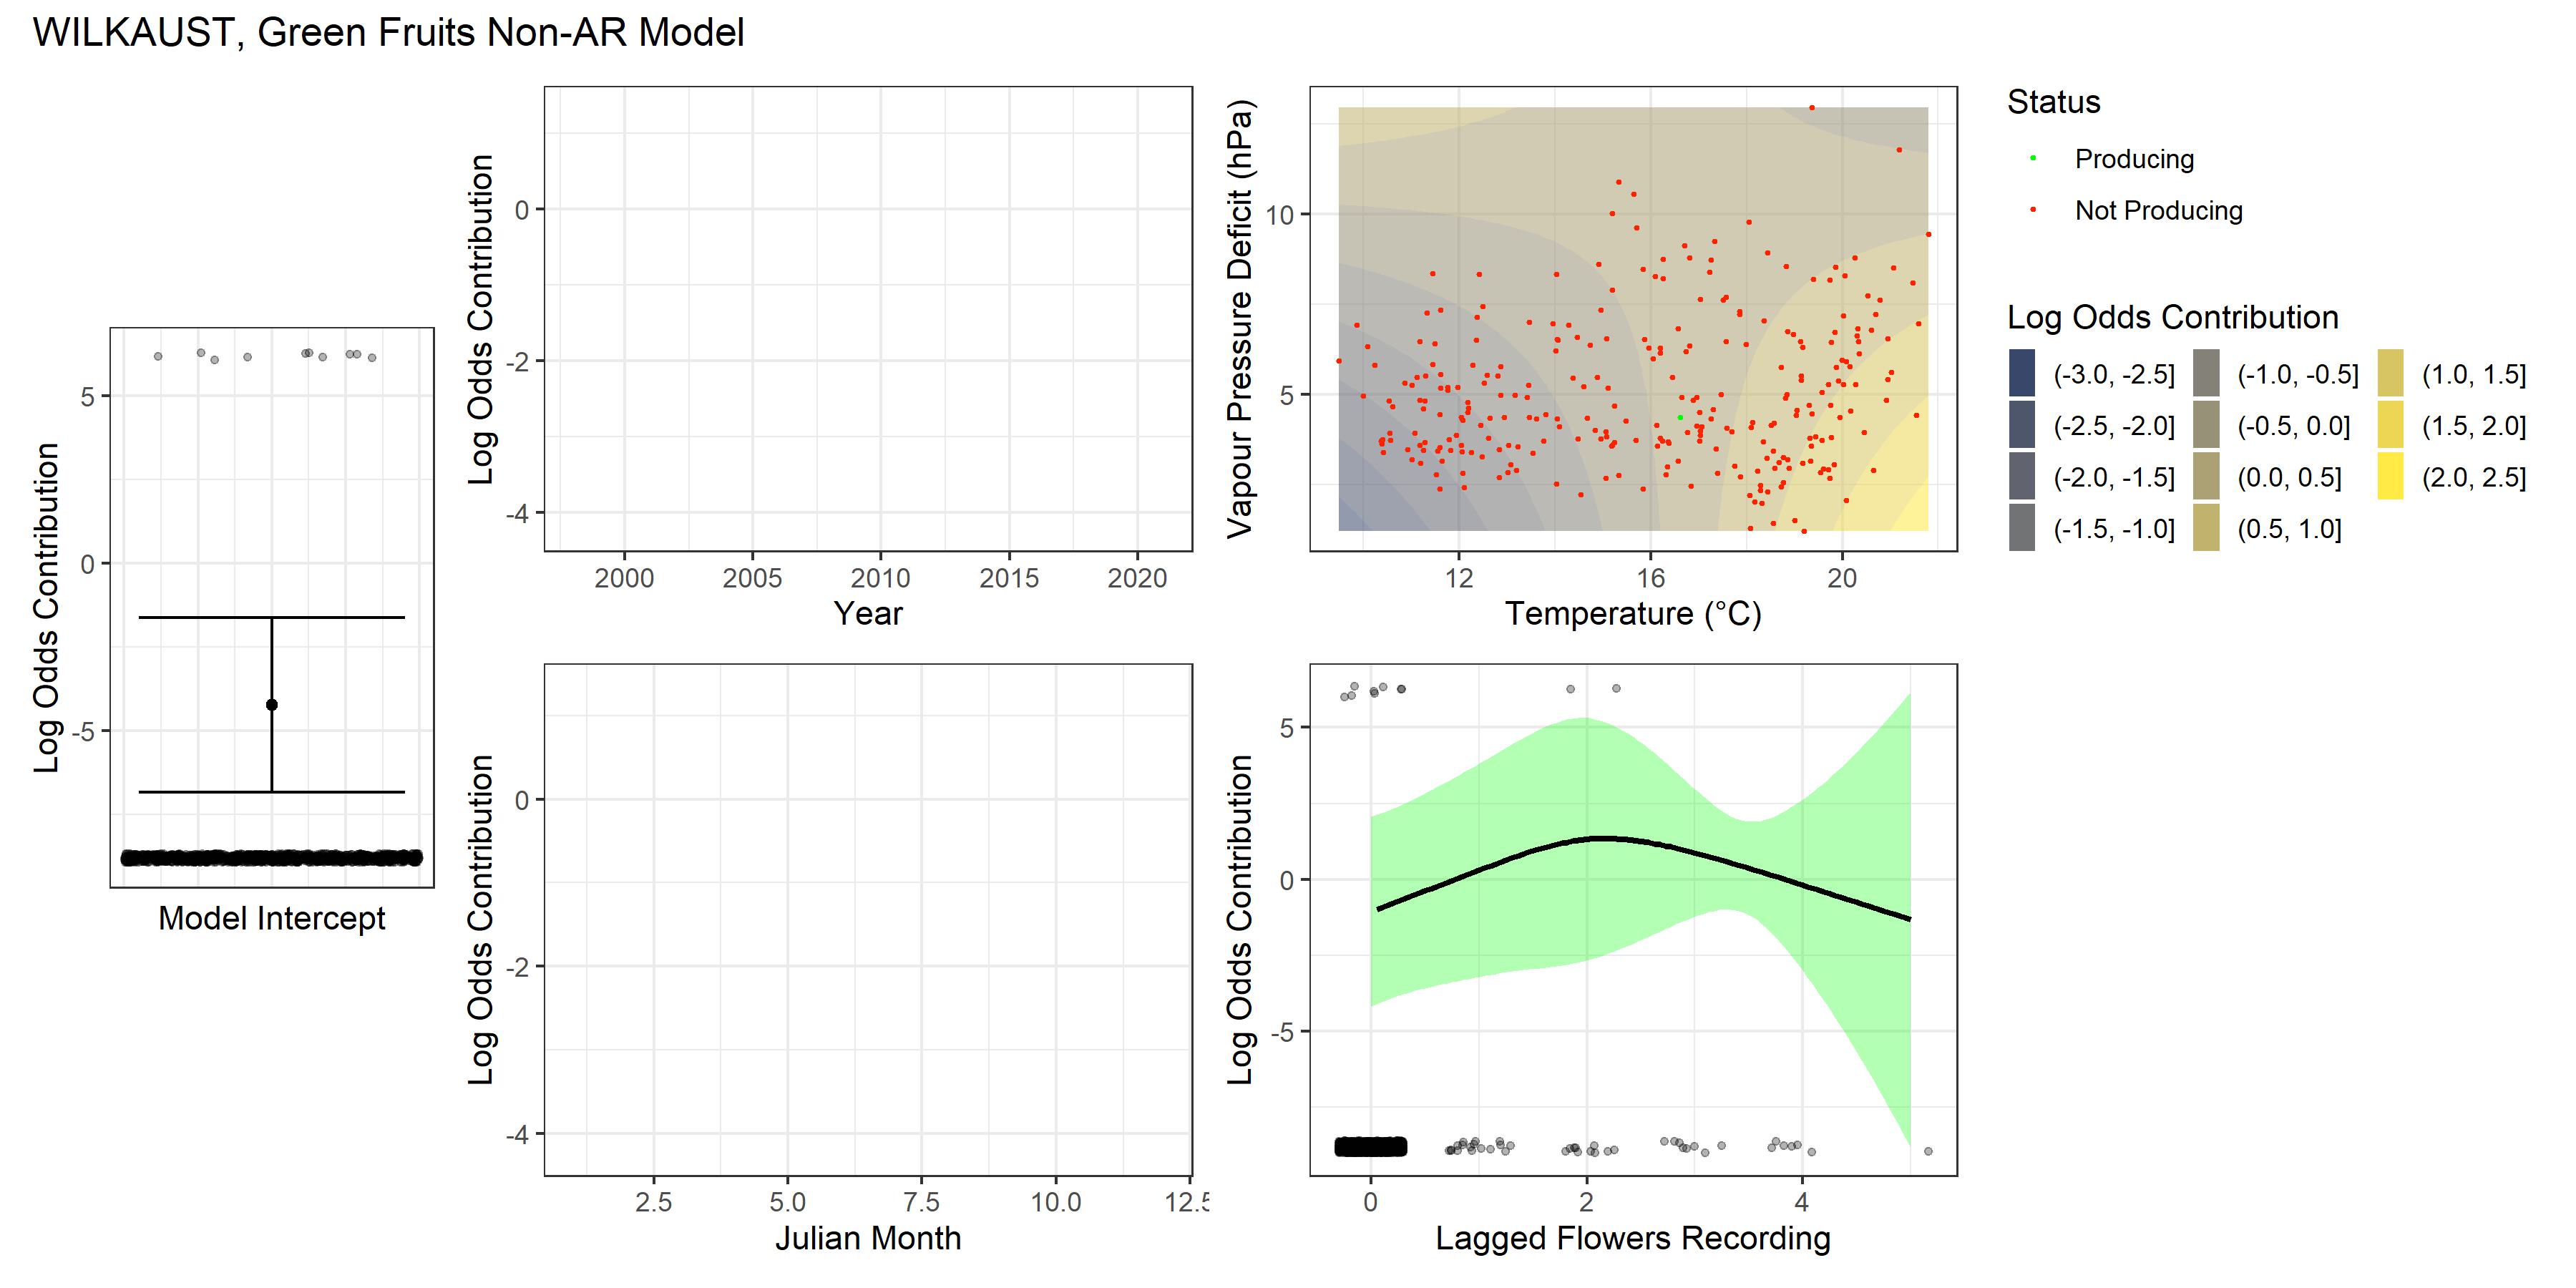 WILKAUST, Green Fruits Non-AR Model
Log Odds Contribution
5
0
-5
Model Intercept
Log Odds Contribution
0
-2
-4
2000 2005 2010 2015 2020
Year
Vapour Pressure Deficit (hPa)
10
5
12 16 20
Temperature (°C)
Status
Producing
Not Producing
Log Odds Contribution
(-3.0, -2.5] (-1.0, -0.5] (1.0, 1.5]
(-2.5, -2.0] (-0.5, 0.0] (1.5, 2.0]
(-2.0, -1.5] (0.0, 0.5] (2.0, 2.5]
(-1.5, -1.0] (0.5, 1.0]
Log Odds Contribution
0
-2
-4
2.5 5.0 7.5 10.0 12.5
Julian Month
Log Odds Contribution
5
0
-5
0 2 4
Lagged Flowers Recording